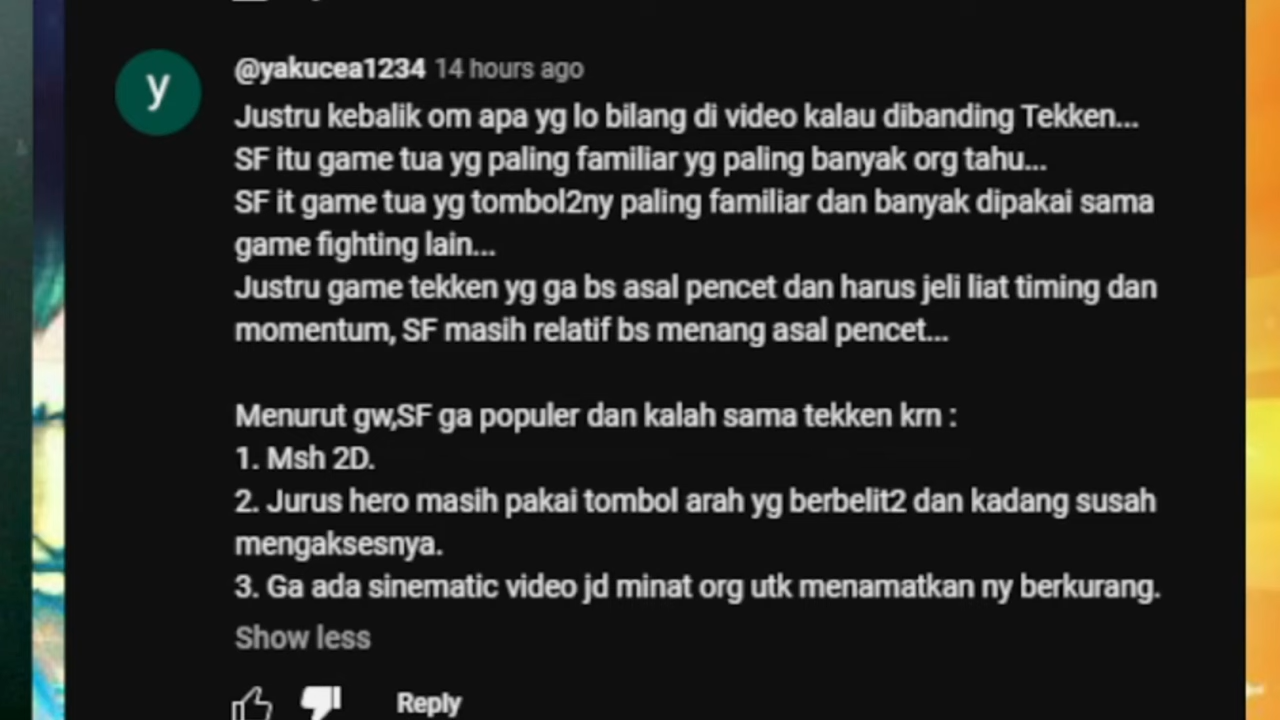 y
@yakucea1234 14 hours ago
Justru kebalik om apa yg lo bilang di video kalau dibanding Tekken...
SF itu game tua yg paling familiar yg paling banyak org tahu...
SF it game tua yg tombol2ny paling familiar dan banyak dipakai sama
game fighting lain...
Justru game tekken yg ga bs asal pencet dan harus jeli liat timing dan
momentum, SF masih relatif bs menang asal pencet...
Menurut gw,SF ga populer dan kalah sama tekken krn :
1. Msh 2D.
2. Jurus hero masih pakai tombol arah yg berbelit2 dan kadang susah
mengaksesnya.
3. Ga ada sinematic video jd minat org utk menamatkan ny berkurang.
Show less
Reply